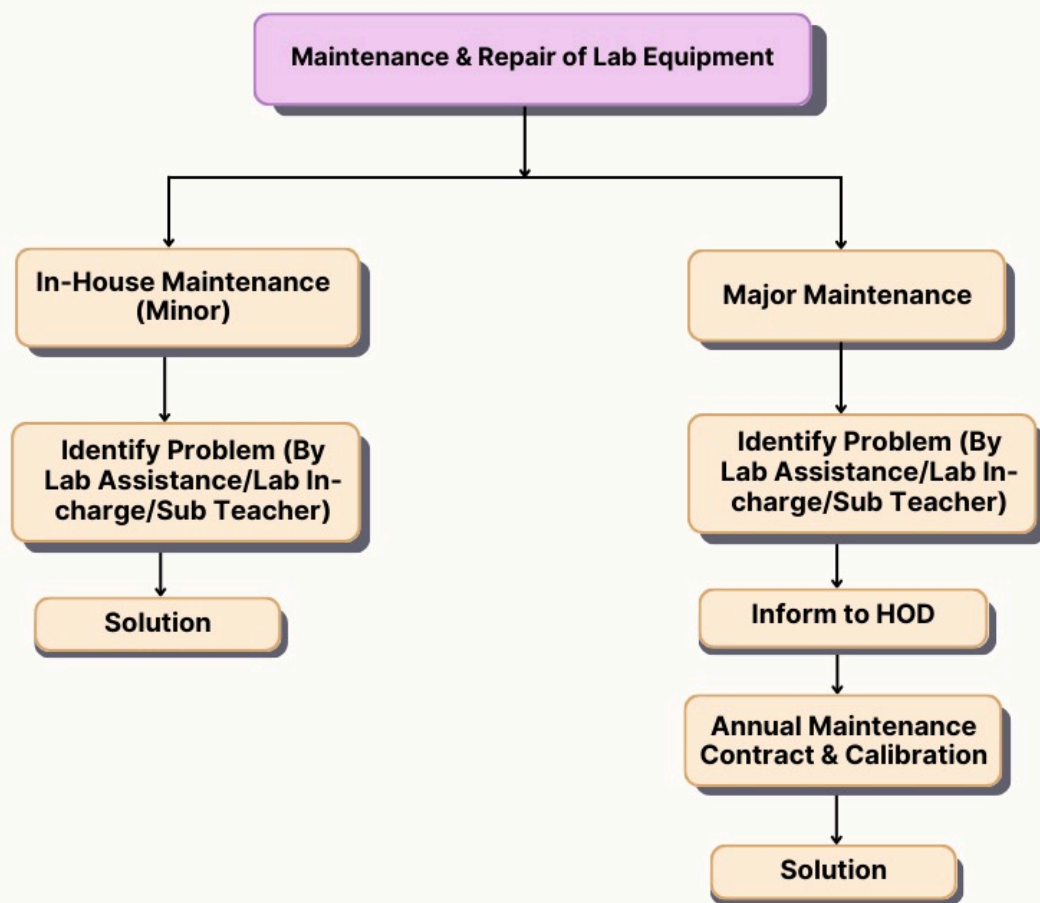 Maintenance & Repair of Lab Equipment
In-House Maintenance
(Minor)
Identify Problem (By
Lab Assistance/Lab In-
charge/Sub Teacher)
Solution
Major Maintenance
Identify Problem (By
Lab Assistance/Lab In-
charge/Sub Teacher)
Inform to HOD
Annual Maintenance
Contract & Calibration
Solution